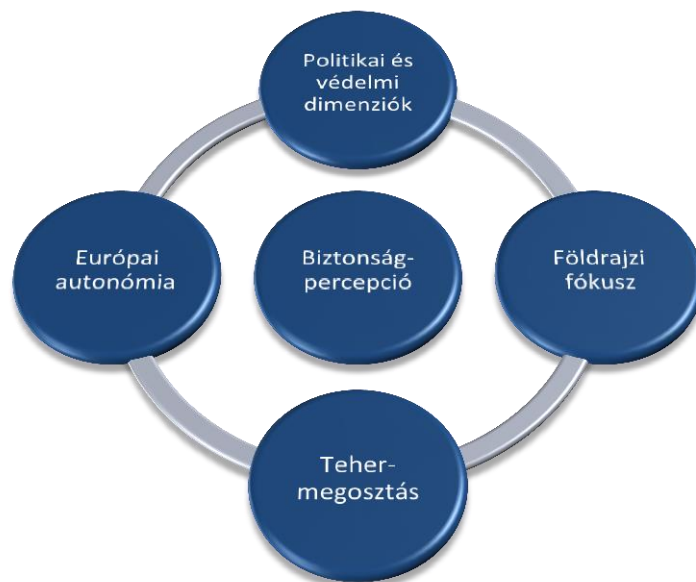 Politikai és
védelmi
dimenziók
Európai
autonómia
Biztonság-
percepció
Földrajzi
fókusz
Teher-
megosztás